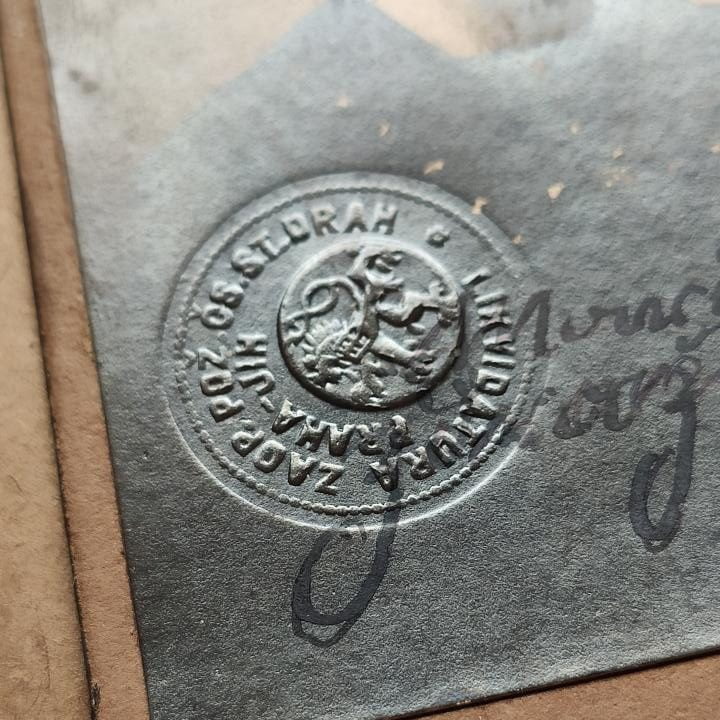 LIKVIDATURA ZAOP. POŽ. ČS. ST. DRAH
PRAHA-JIH